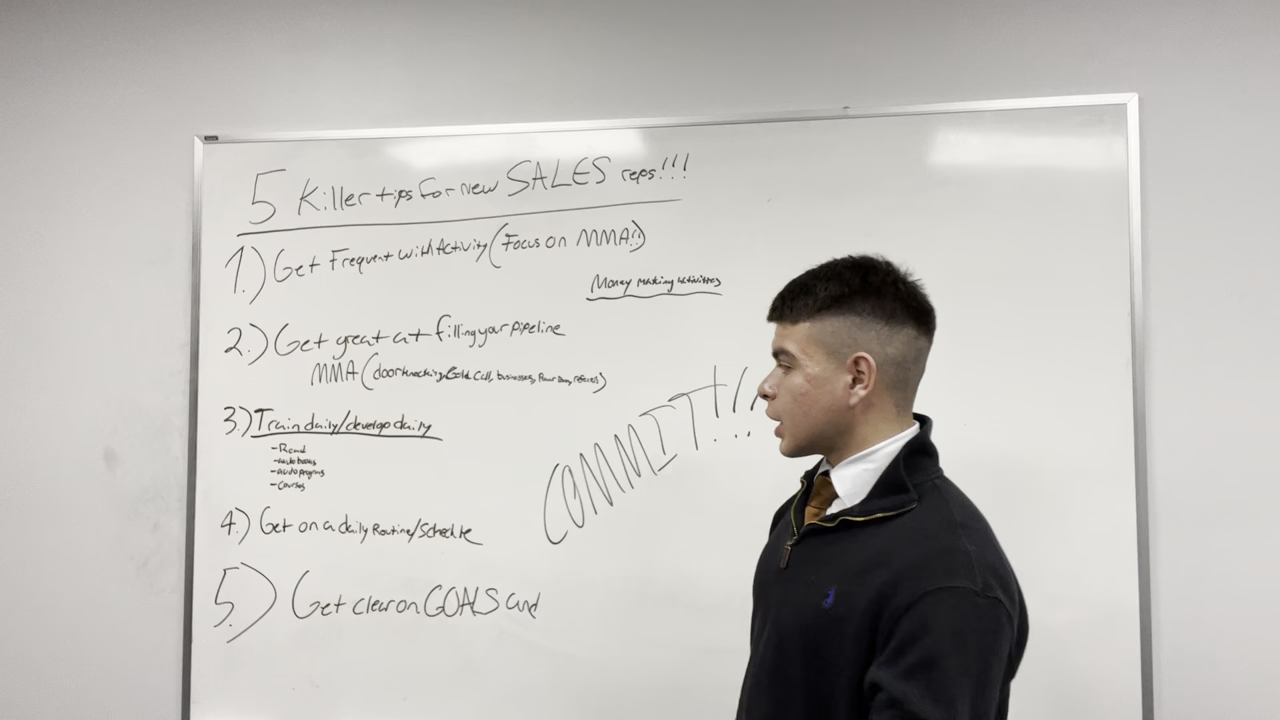 5 Killer tips for new SALES reps!!!
1.) Get Frequent with Activity (Focus on MMA!!)
Money Making Activities
2.) Get great at filling your pipeline
MMA (door knocking, Cold Call, businesses, referrals)
3.) Train daily/develop daily
- Read
- Audio books
- Audio programs
- Courses
4.) Get on a daily Routine/Schedule
COMMIT!!!
5.) Get clear on GOALS and